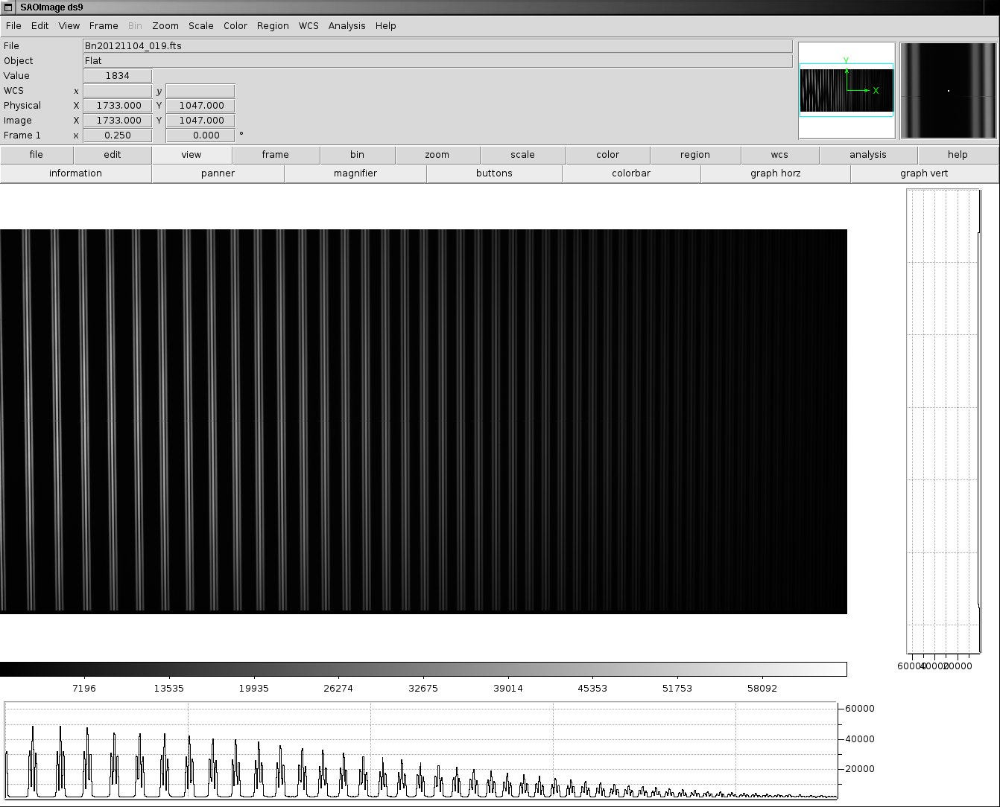 SAOImage ds9
File Edit View Frame Bin Zoom Scale Color Region WCS Analysis Help
File Bn20121104_019.fts
Object Flat
Value 1834
WCS x y
Physical X 1733.000 Y 1047.000
Image X 1733.000 Y 1047.000
Frame 1 x 0.250 0.000 °
Y
X
file edit view frame bin zoom scale color region wcs analysis help
information panner magnifier buttons colorbar graph horz graph vert
60000 40000 20000
7196 13535 19935 26274 32675 39014 45353 51753 58092
60000
40000
20000